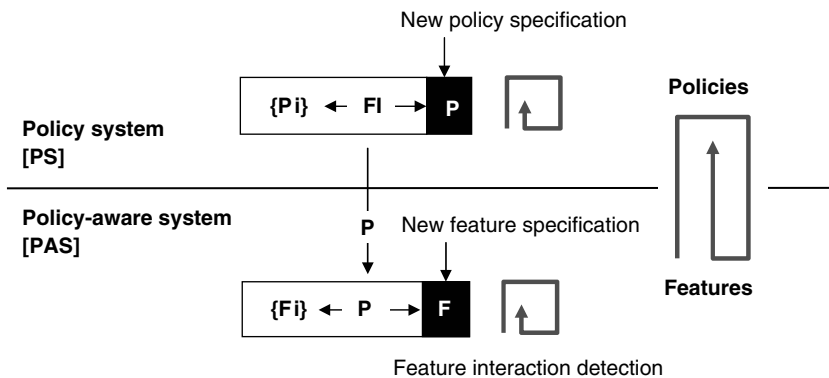 New policy specification
{Pi} FI P
Policies
Policy system
[PS]
Policy-aware system
[PAS]
P
New feature specification
Features
{Fi} P F
Feature interaction detection